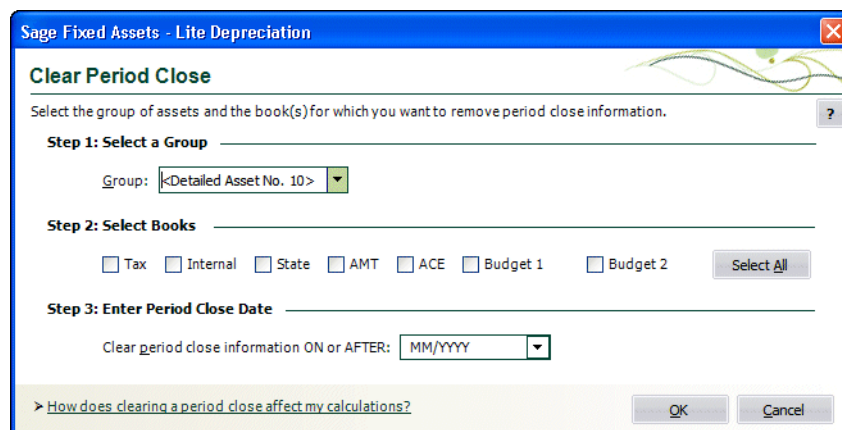 Sage Fixed Assets - Lite Depreciation
Clear Period Close
Select the group of assets and the book(s) for which you want to remove period close information.
?
Step 1: Select a Group
Group: <Detailed Asset No. 10>
Step 2: Select Books
Tax Internal State AMT ACE Budget 1 Budget 2 Select All
Step 3: Enter Period Close Date
Clear period close information ON or AFTER: MM/YYYY
➤ How does clearing a period close affect my calculations?
OK Cancel